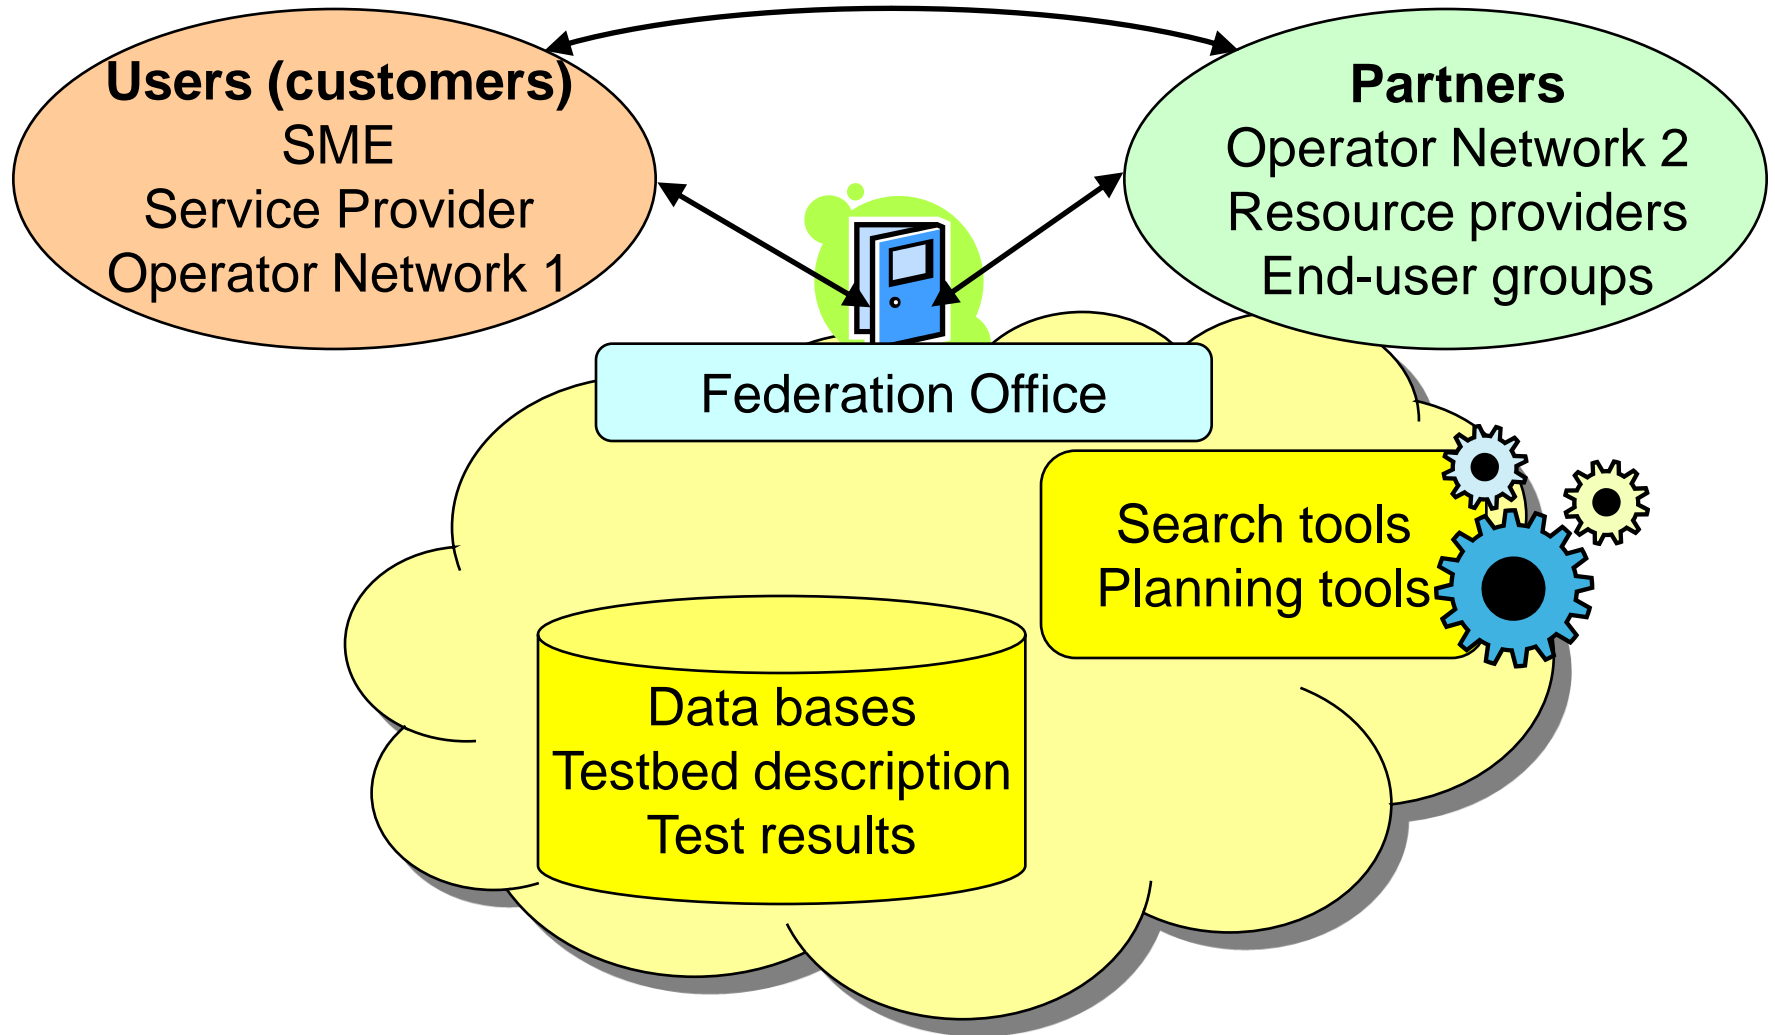 Users (customers)
SME
Service Provider
Operator Network 1
Partners
Operator Network 2
Resource providers
End-user groups
Federation Office
Search tools
Planning tools
Data bases
Testbed description
Test results